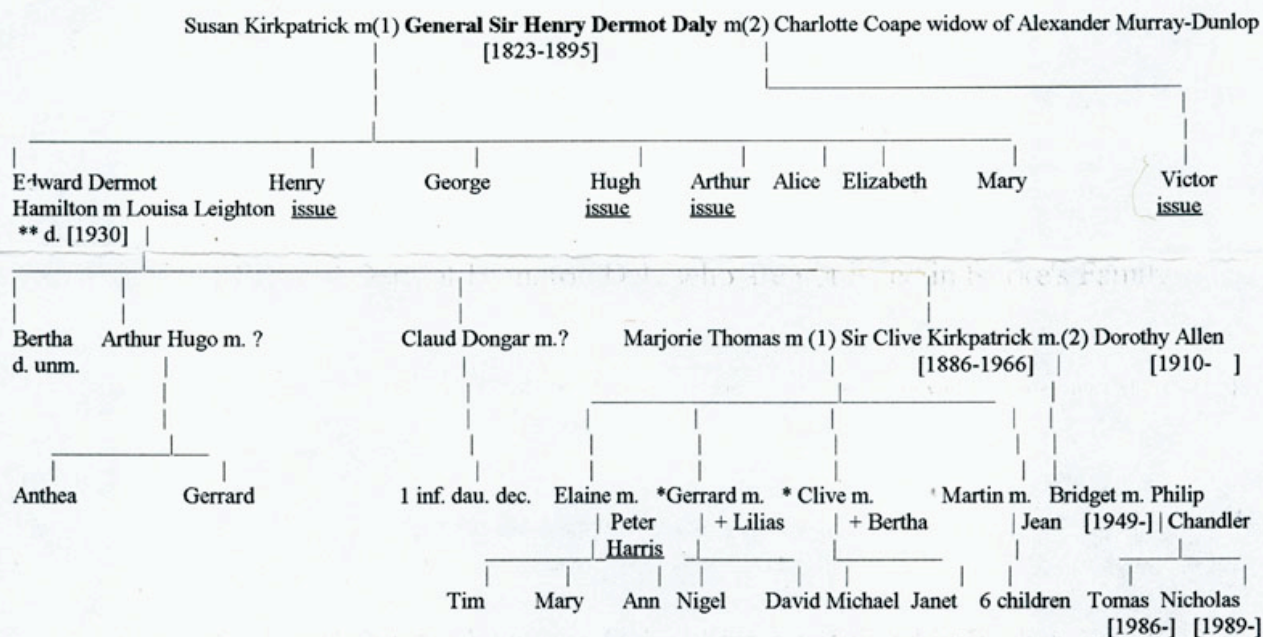 Susan Kirkpatrick m(1) General Sir Henry Dermot Daly m(2) Charlotte Coape widow of Alexander Murray-Dunlop
[1823-1895]
Edward Dermot Henry George Hugh Arthur Alice Elizabeth Mary Victor
Hamilton m Louisa Leighton issue issue issue issue
** d. [1930]
Bertha Arthur Hugo m. ? Claud Dongar m.? Marjorie Thomas m (1) Sir Clive Kirkpatrick m.(2) Dorothy Allen
d. unm. [1886-1966] [1910- ]
Anthea Gerrard 1 inf. dau. dec. Elaine m. *Gerrard m. * Clive m. Martin m. Bridget m. Philip
Peter + Lilias + Bertha Jean [1949-] Chandler
Harris
Tim Mary Ann Nigel David Michael Janet 6 children Tomas Nicholas
[1986-] [1989-]